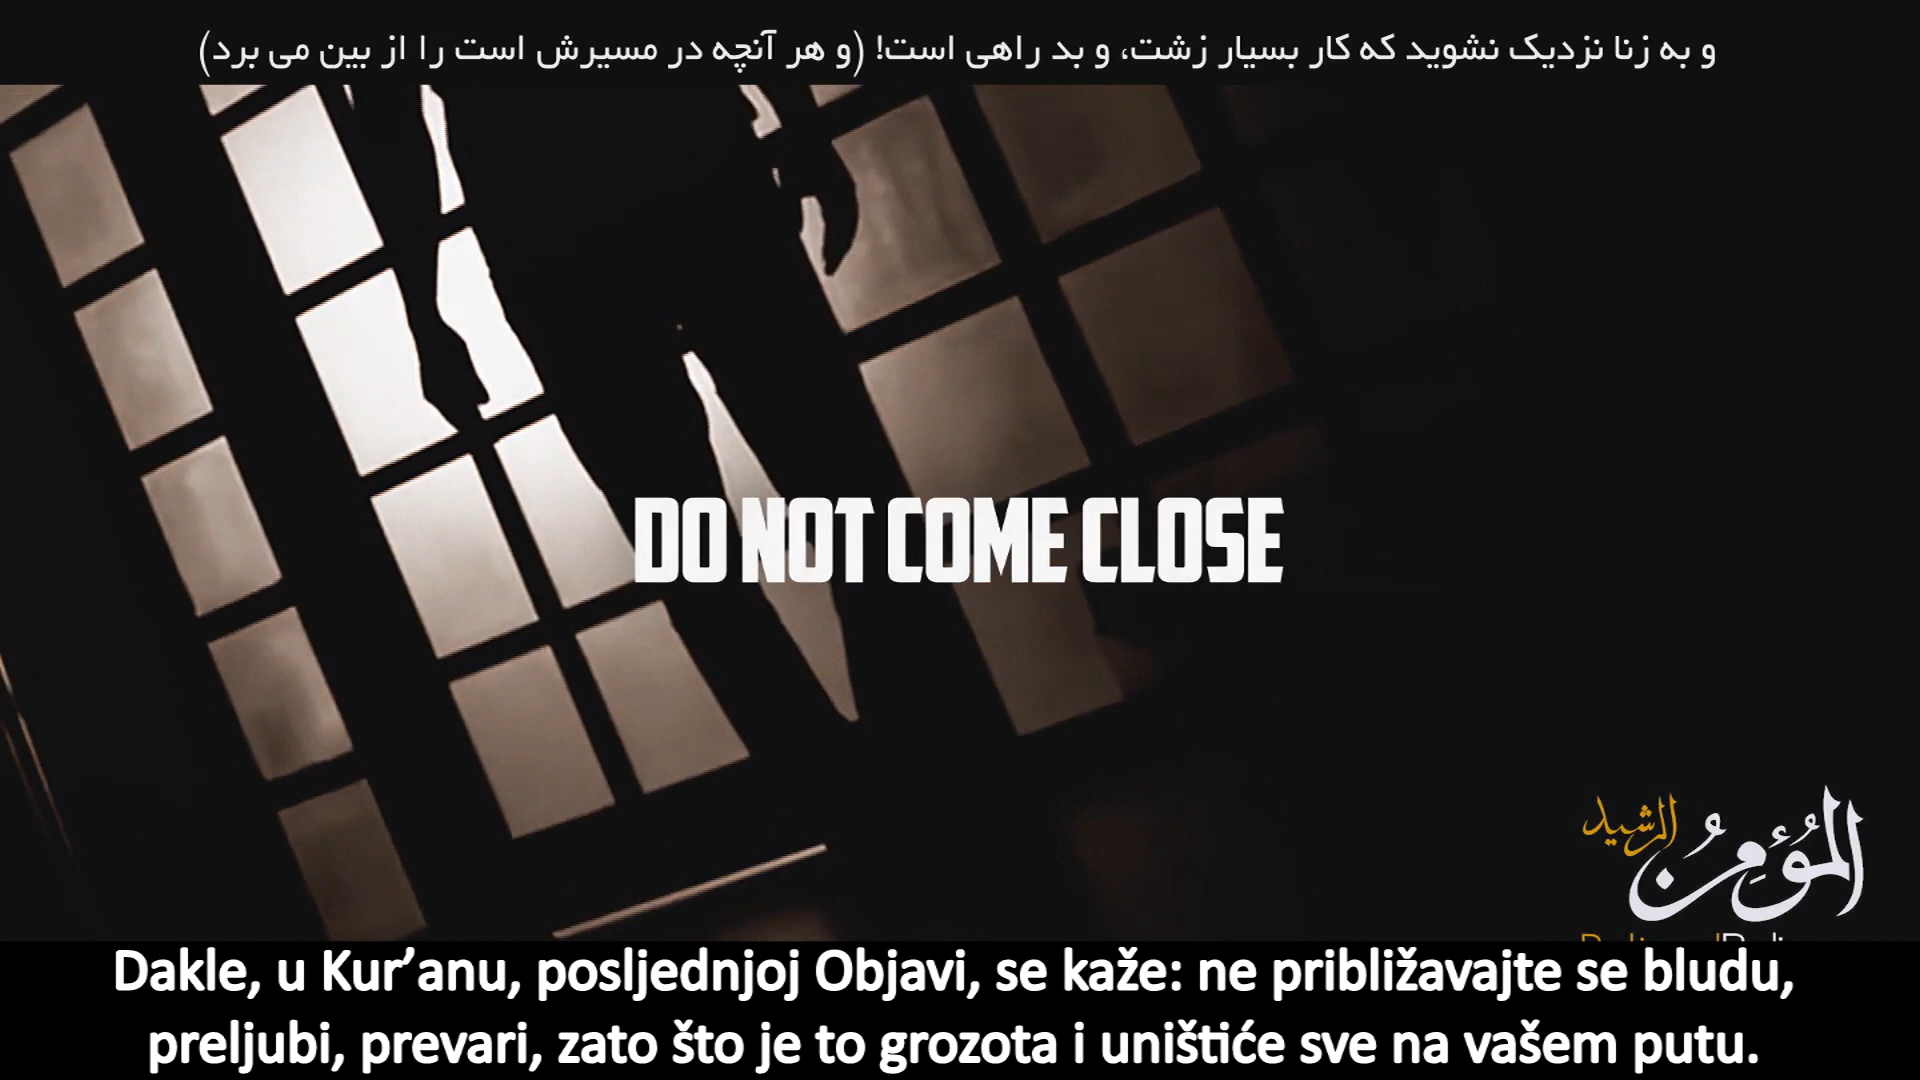 و به زنا نزدیک نشوید که کار بسیار زشت، و بد راهی است! (و هر آنچه در مسیرش است را از بین می برد)
DO NOT COME CLOSE
الرشيد
المُؤمِنُ
Dakle, u Kur’anu, posljednjoj Objavi, se kaže: ne približavajte se bludu,
preljubi, prevari, zato što je to grozota i uništiće sve na vašem putu.